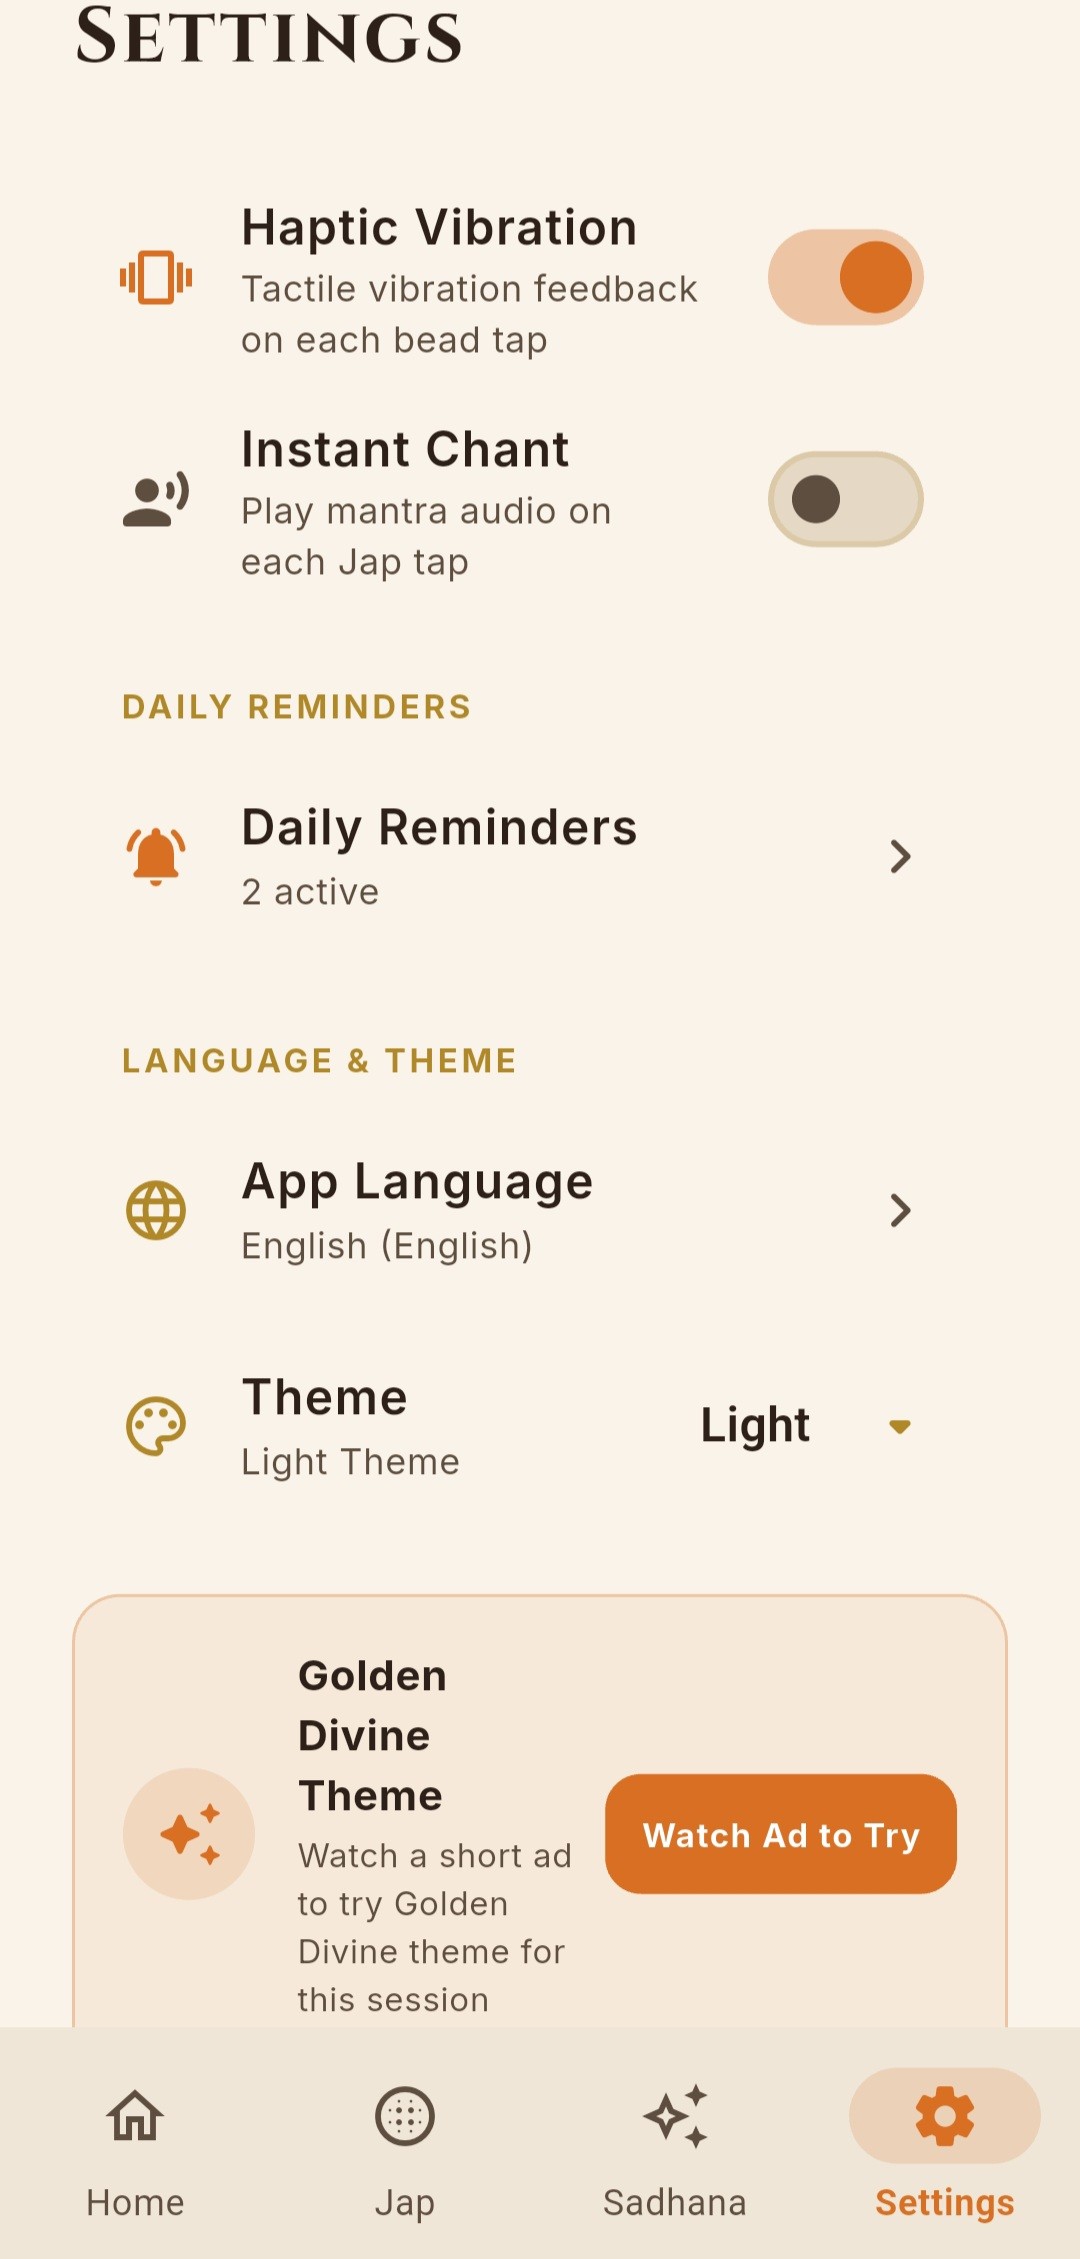 Settings
Haptic Vibration
Tactile vibration feedback
on each bead tap
Instant Chant
Play mantra audio on
each Jap tap
DAILY REMINDERS
Daily Reminders
2 active
LANGUAGE & THEME
App Language
English (English)
Theme
Light Theme
Light
Golden
Divine
Theme
Watch a short ad
to try Golden
Divine theme for
this session
Watch Ad to Try
Home
Jap
Sadhana
Settings